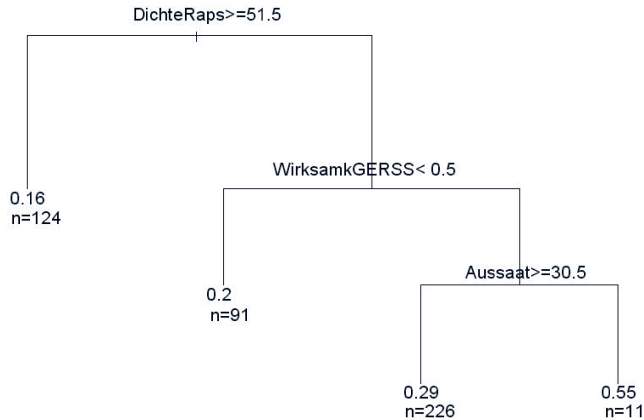 DichteRaps>=51.5
WirksamkGERSS< 0.5
0.16
n=124
Aussaat>=30.5
0.2
n=91
0.29
n=226
0.55
n=11